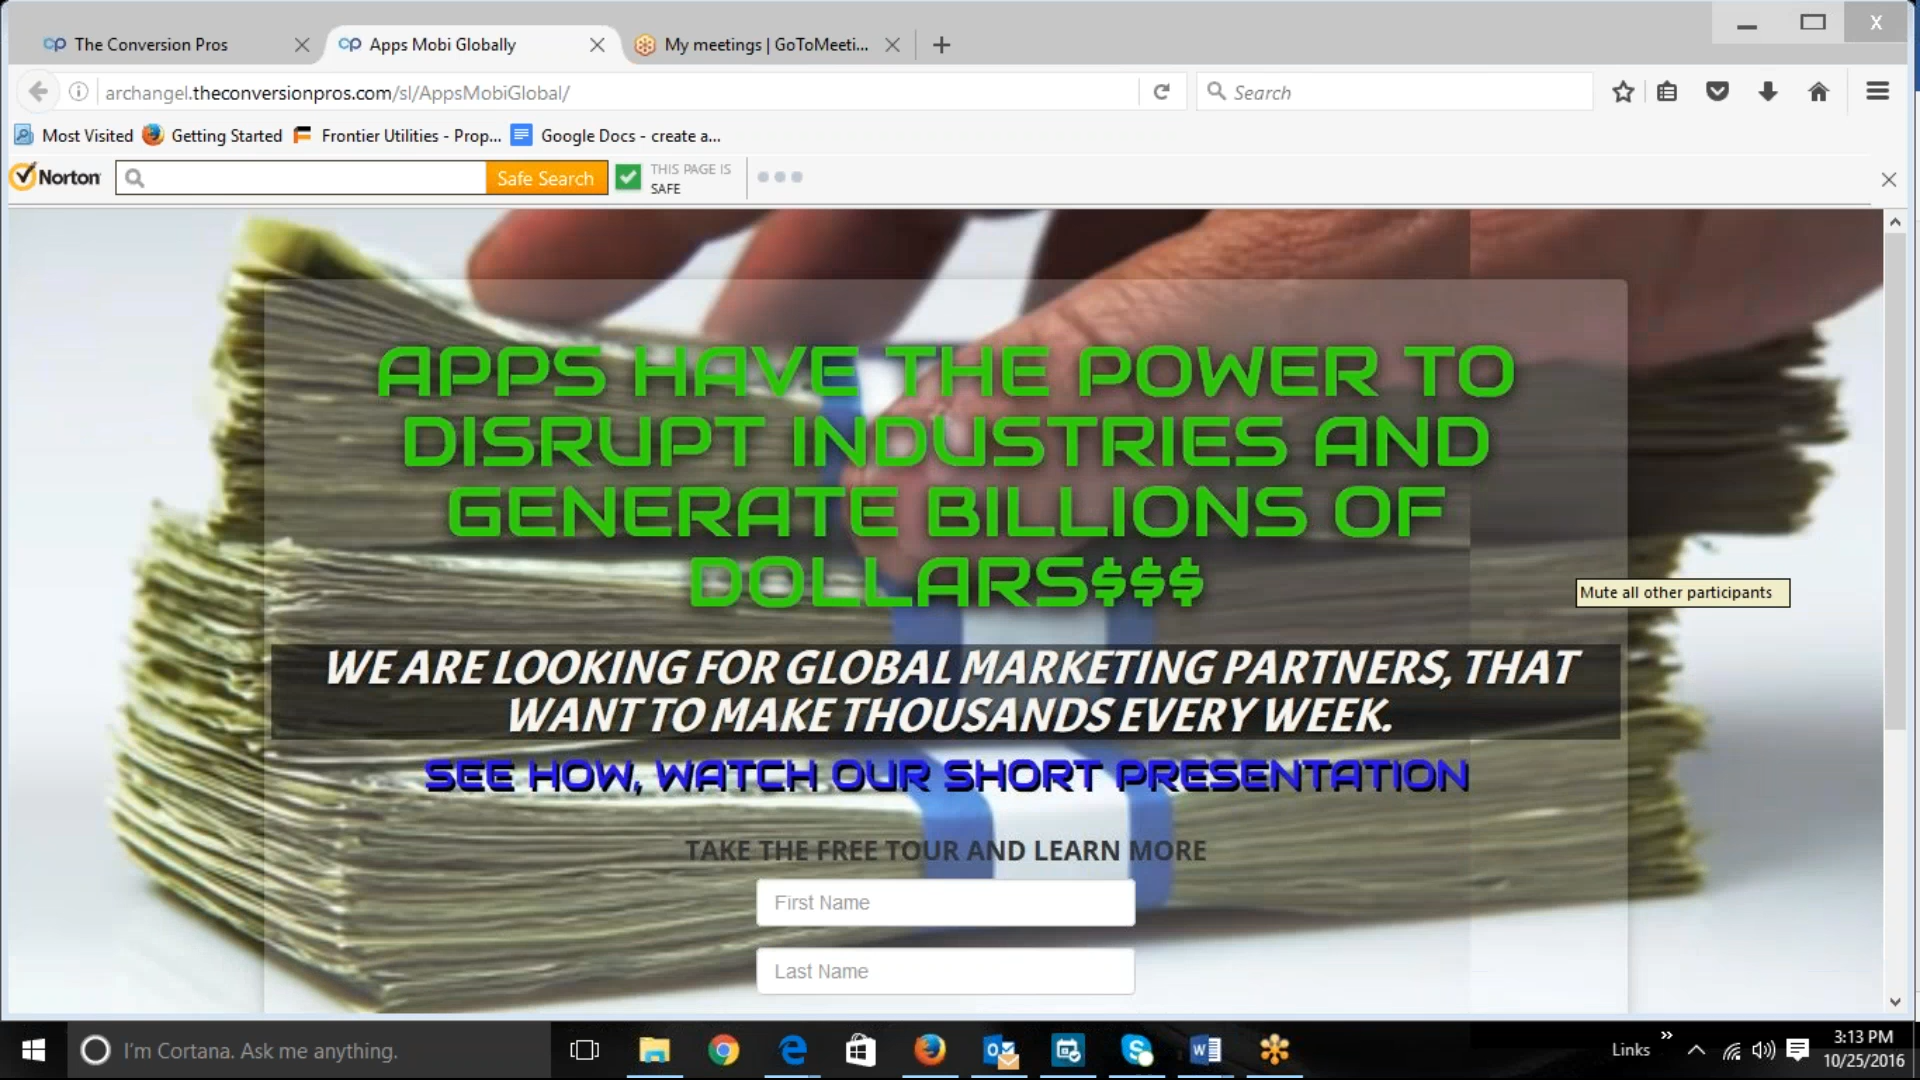 The Conversion Pros
Apps Mobi Globally
My meetings | GoToMeeti...
archangel.theconversionpros.com/sl/AppsMobiGlobal/
Search
Most Visited
Getting Started
Frontier Utilities - Prop...
Google Docs - create a...
Norton
Safe Search
THIS PAGE IS
SAFE
APPS HAVE THE POWER TO
DISRUPT INDUSTRIES AND
GENERATE BILLIONS OF
DOLLARS$$$
Mute all other participants
WE ARE LOOKING FOR GLOBAL MARKETING PARTNERS, THAT
WANT TO MAKE THOUSANDS EVERY WEEK.
SEE HOW, WATCH OUR SHORT PRESENTATION
TAKE THE FREE TOUR AND LEARN MORE
First Name
Last Name
I'm Cortana. Ask me anything.
Links
3:13 PM
10/25/2016